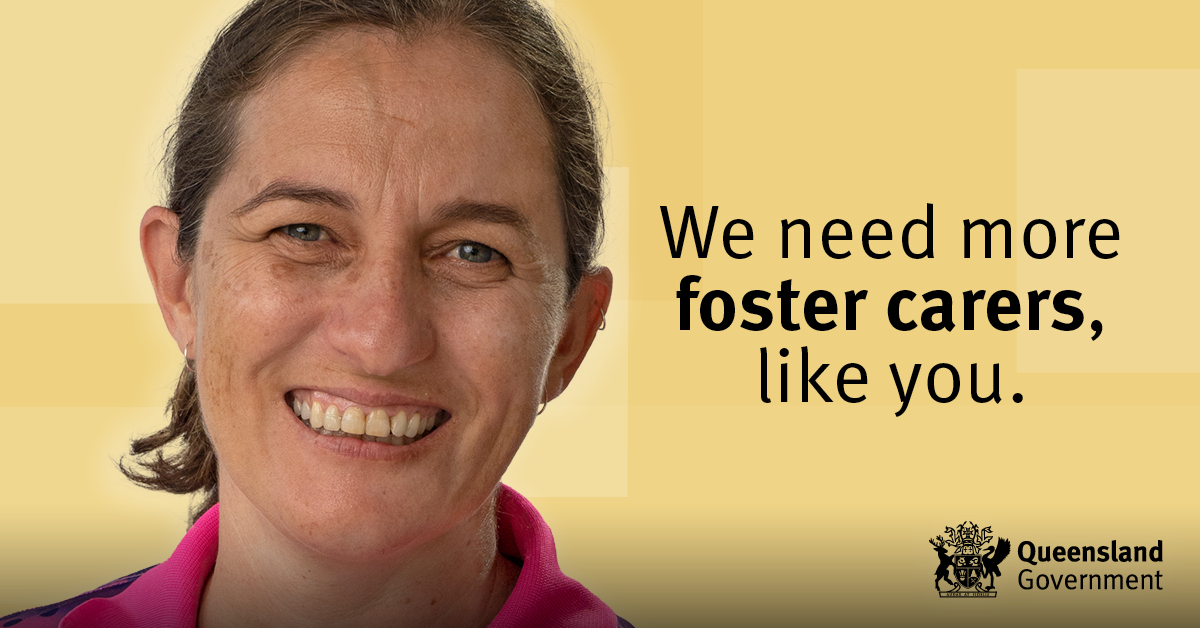 We need more
foster carers,
like you.
Queensland
Government